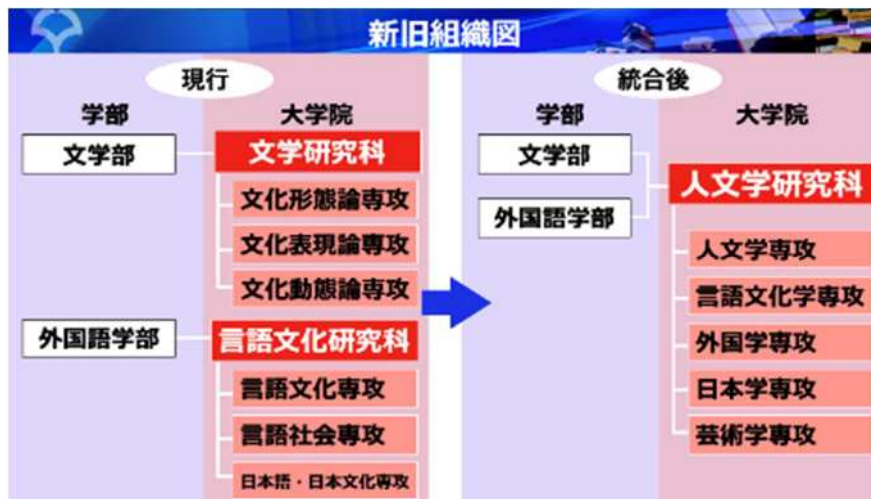 新旧組織図
現行
学部
大学院
文学部
文学研究科
文化形態論専攻
文化表現論専攻
文化動態論専攻
外国語学部
言語文化研究科
言語文化専攻
言語社会専攻
日本語・日本文化専攻
統合後
学部
大学院
文学部
外国語学部
人文学研究科
人文学専攻
言語文化学専攻
外国学専攻
日本学専攻
芸術学専攻